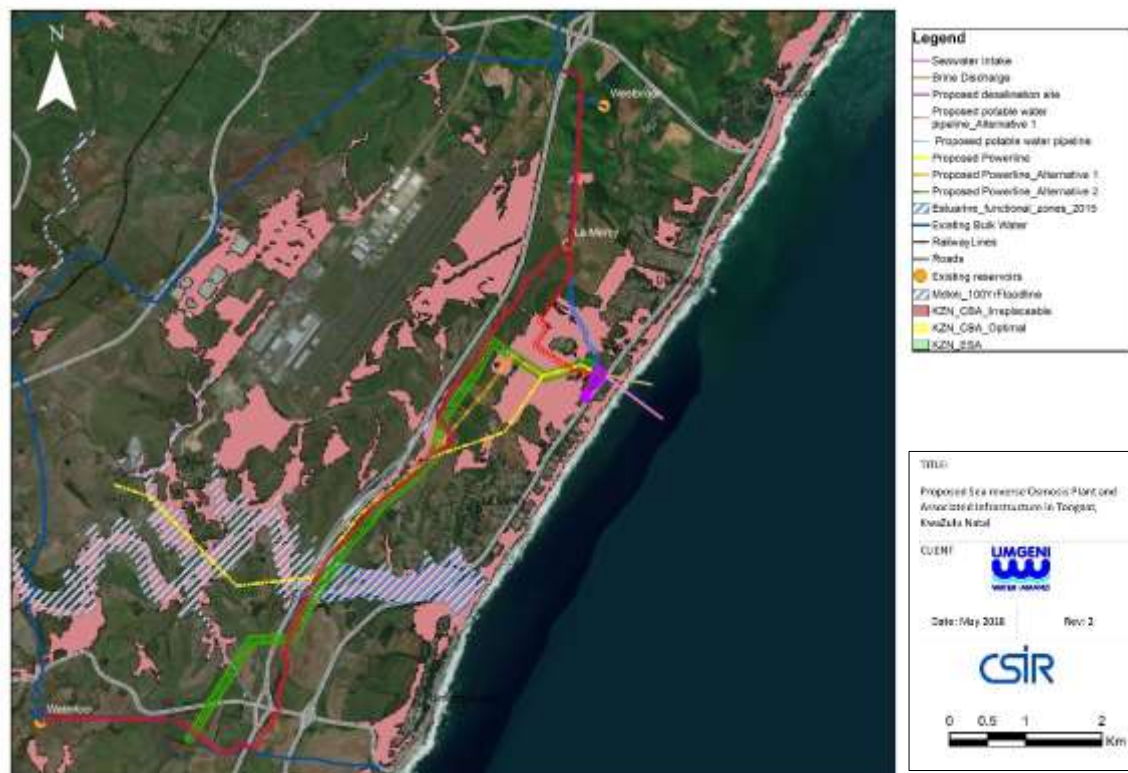 N
Wesbrook
La Mercy
Waterloo
Legend
Seawater Intake
Brine Discharge
Proposed desalination site
Proposed potable water
pipeline_Alternative 1
Proposed potable water pipeline
Proposed Powerline
Proposed Powerline_Alternative 1
Proposed Powerline_Alternative 2
Estuarine_functional_zones_2015
Existing Bulk Water
RailwayLines
Roads
Existing reservoirs
Mdloti_100YrFloodline
KZN_CBA_Irreplaceable
KZN_CBA_Optimal
KZN_ESA
TITLE:
Proposed Sea reverse Osmosis Plant and
Associated Infrastructure in Tongaat,
KwaZulu Natal
CLIENT
UMGENI
WATER · AMANZI
Date: May 2018
Rev: 2
CSIR
0 0.5 1 2
Km